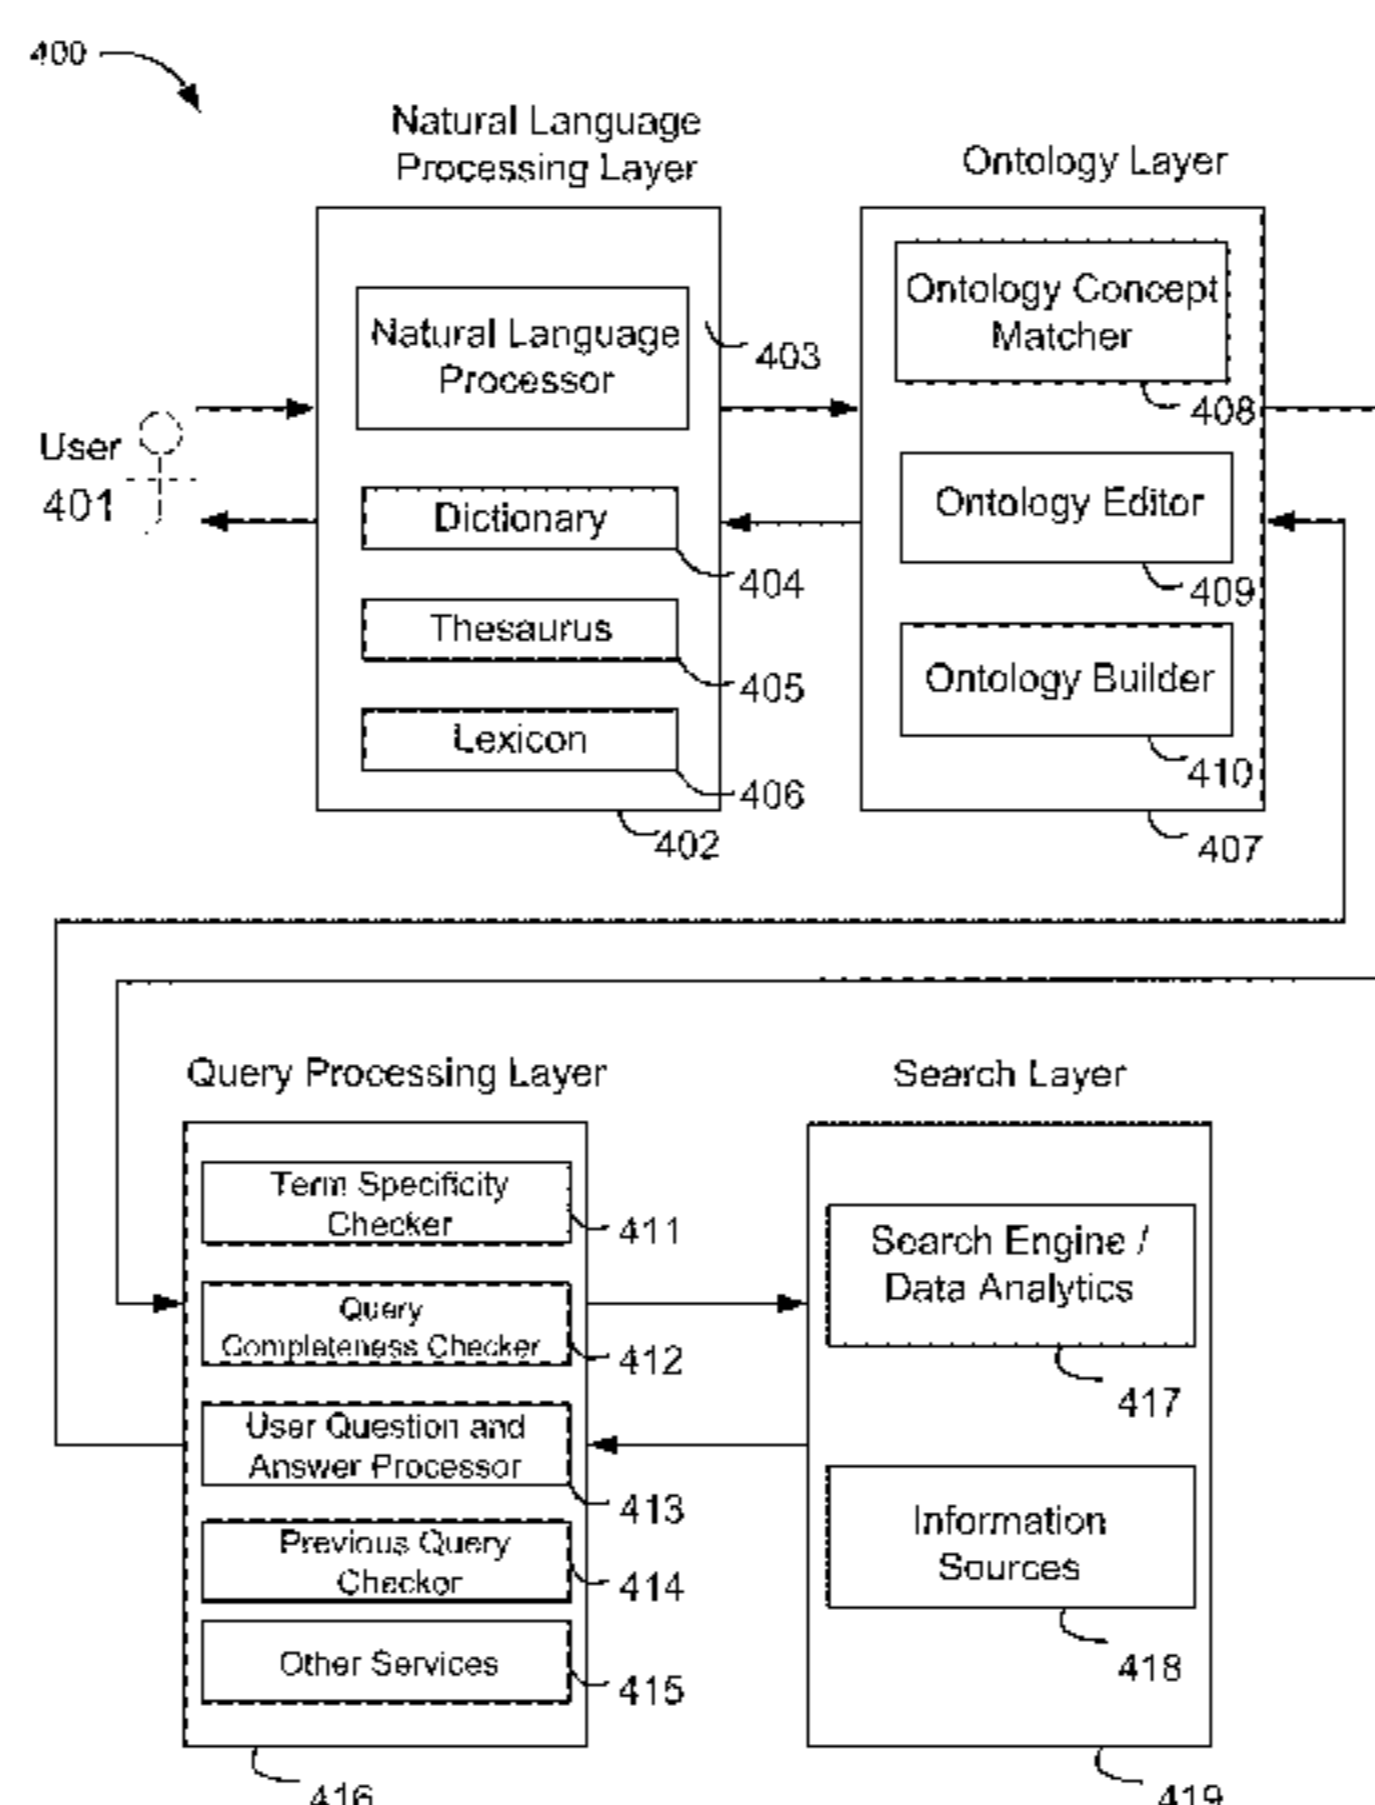 400
Natural Language
Processing Layer
Ontology Layer
Natural Language
Processor
403
Ontology Concept
Matcher
408
User
401
Dictionary
404
Ontology Editor
409
Thesaurus
405
Ontology Builder
410
Lexicon
406
402
407
Query Processing Layer
Search Layer
Term Specificity
Checker
411
Search Engine /
Data Analytics
417
Query
Completeness Checker
412
User Question and
Answer Processor
413
Information
Sources
418
Previous Query
Checkor
414
Other Services
415
416
419